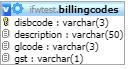 ifwtest.billingcodes
disbcode : varchar(3)
description : varchar(50)
glcode : varchar(3)
gst : varchar(1)